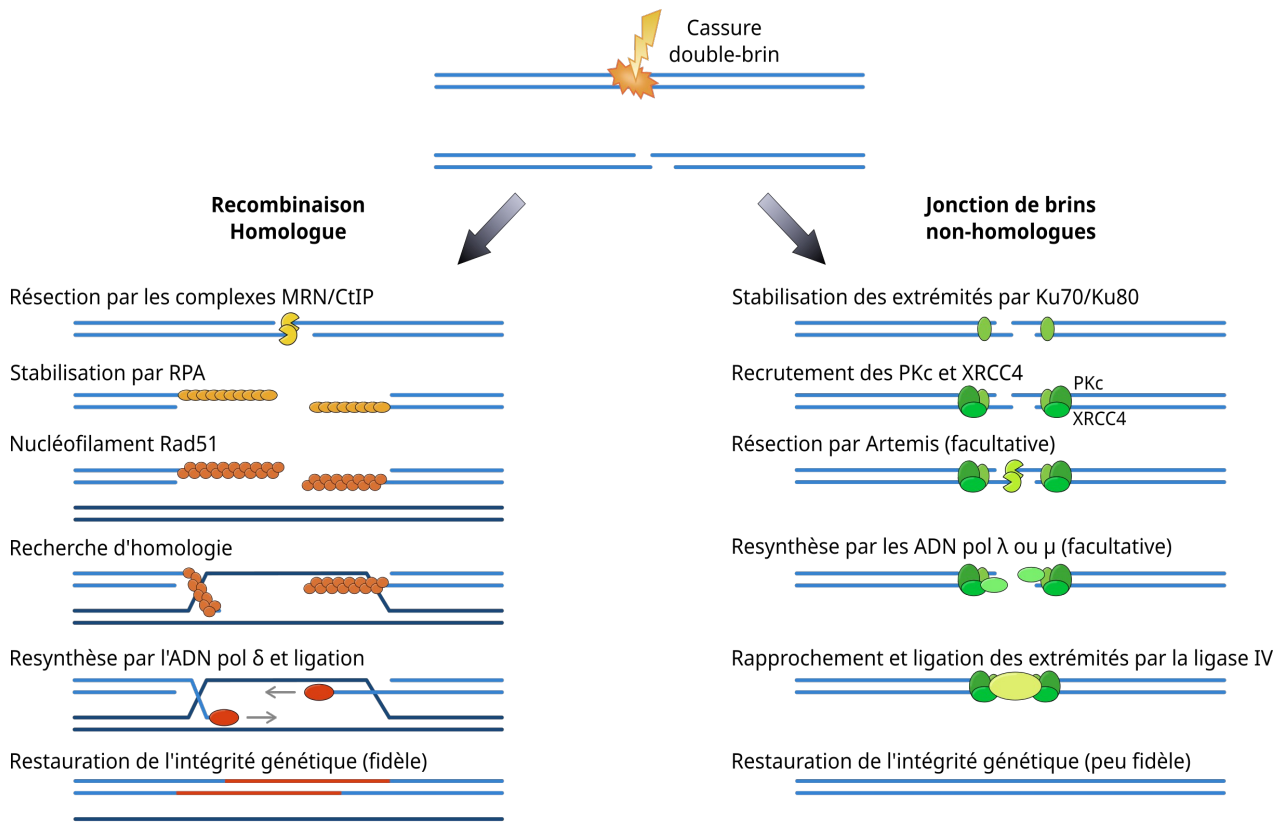 Cassure
double-brin
Recombinaison
Homologue
Résection par les complexes MRN/CtIP
Stabilisation par RPA
Nucléofilament Rad51
Recherche d'homologie
Resynthèse par l'ADN pol δ et ligation
Restauration de l'intégrité génétique (fidèle)
Jonction de brins
non-homologues
Stabilisation des extrémités par Ku70/Ku80
Recrutement des PKc et XRCC4
PKc
XRCC4
Résection par Artemis (facultative)
Resynthèse par les ADN pol λ ou μ (facultative)
Rapprochement et ligation des extrémités par la ligase IV
Restauration de l'intégrité génétique (peu fidèle)